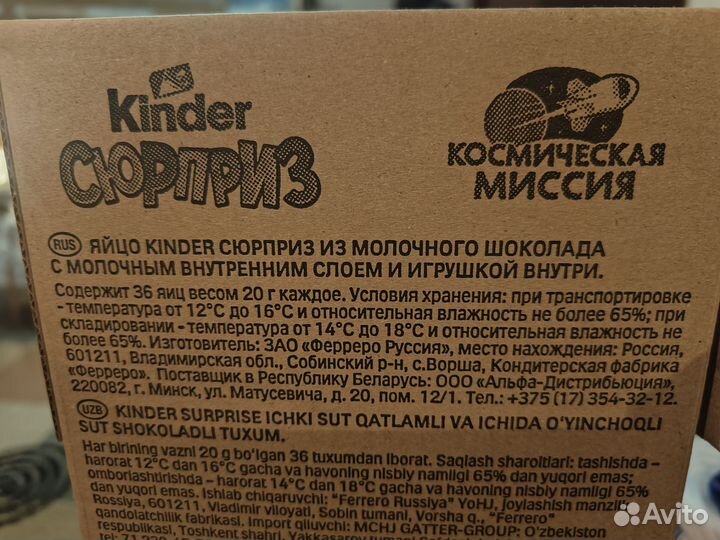 Kinder
СЮРПРИЗ
КОСМИЧЕСКАЯ
МИССИЯ
RUS ЯЙЦО KINDER СЮРПРИЗ ИЗ МОЛОЧНОГО ШОКОЛАДА
С МОЛОЧНЫМ ВНУТРЕННИМ СЛОЕМ И ИГРУШКОЙ ВНУТРИ.
Содержит 36 яиц весом 20 г каждое. Условия хранения: при транспортировке
- температура от 12°С до 16°С и относительная влажность не более 65%; при
складировании - температура от 14°С до 18°С и относительная влажность не
более 65%. Изготовитель: ЗАО «Ферреро Руссия», место нахождения: Россия,
601211, Владимирская обл., Собинский р-н, с.Ворша, Кондитерская фабрика
«Ферреро». Поставщик в Республику Беларусь: ООО «Альфа-Дистрибьюция»,
220082, г. Минск, ул. Матусевича, д. 20, пом. 12/1. Тел.: +375 (17) 354-32-12.
UZB KINDER SURPRISE ICHKI SUT QATLAMLI VA ICHIDA O'YINCHOQLI
SUT SHOKOLADLI TUXUM.
Har birining vazni 20 g bo'lgan 36 tuxumdan iborat. Saqlash sharoitlari: tashishda –
harorat 12°C dan 16°C gacha va havoning nisbiy namligi 65% dan yuqori emas;
omborlashtirishda – harorat 14°C dan 18°C gacha va havoning nisbiy namligi 65%
dan yuqori emas. Ishlab chiqaruvchi: "Ferrero Russiya" YoHJ, joylashish manzili:
Rossiya, 601211, Vladimir viloyati, Sobin tumani, Vorsha q., "Ferrero"
qandolatchilik fabrikasi. Import qiluvchi: MCHJ GATTER-GROUP: O'zbekiston
respublikasi, Toshkent shahri, Yakkasaroy tumani
Avito